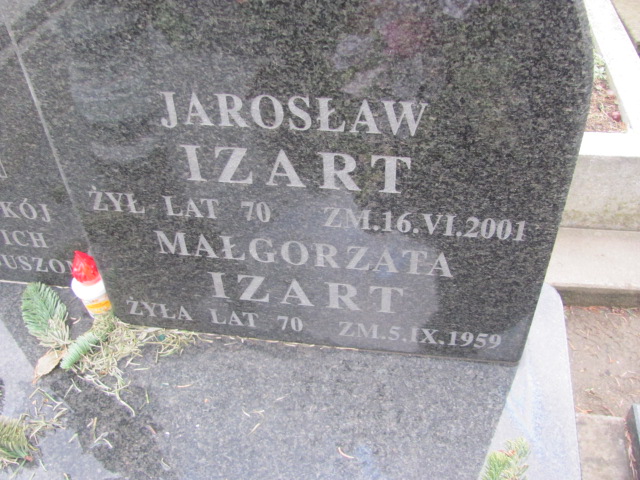 JAROSŁAW
IZART
ŻYŁ LAT 70 ZM.16.VI.2001
MAŁGORZATA
IZART
ŻYŁA LAT 70 ZM.5.IX.1959